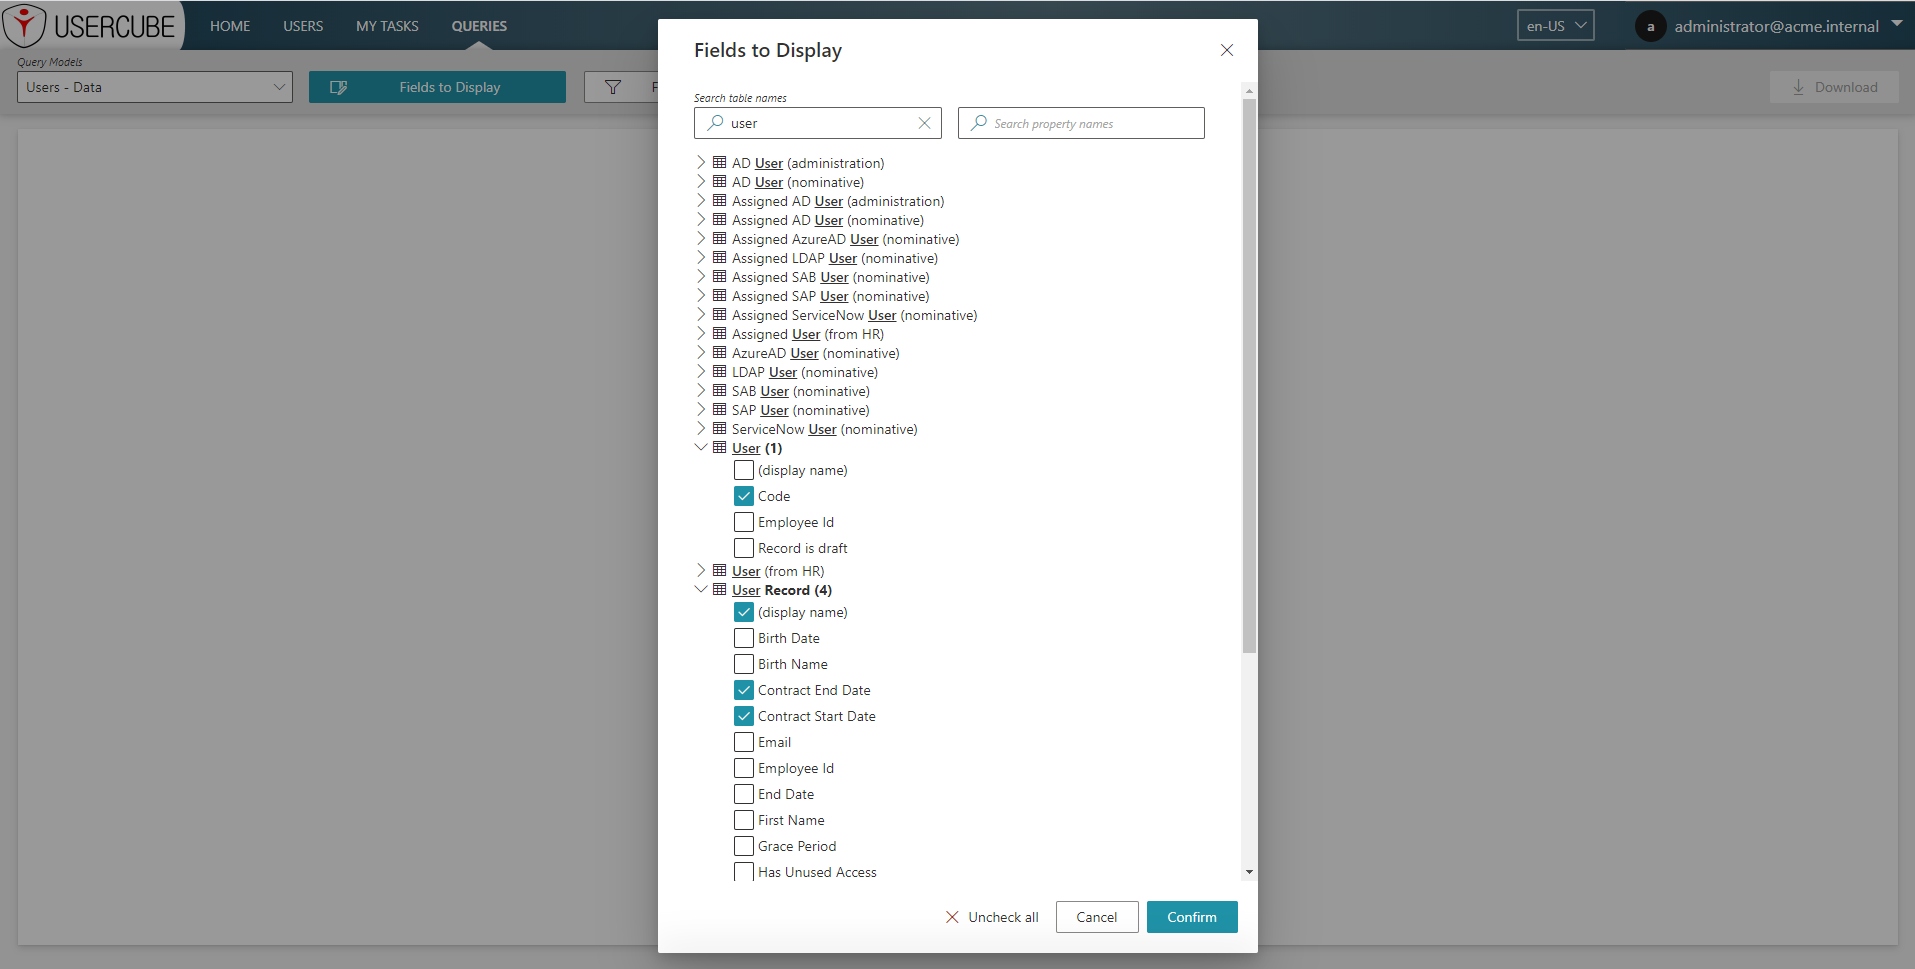 USERCUBE
HOME
USERS
MY TASKS
QUERIES
en-US
a
administrator@acme.internal
Query Models
Users - Data
Fields to Display
F
Download
Fields to Display
Search table names
user
Search property names
AD User (administration)
AD User (nominative)
Assigned AD User (administration)
Assigned AD User (nominative)
Assigned AzureAD User (nominative)
Assigned LDAP User (nominative)
Assigned SAB User (nominative)
Assigned SAP User (nominative)
Assigned ServiceNow User (nominative)
Assigned User (from HR)
AzureAD User (nominative)
LDAP User (nominative)
SAB User (nominative)
SAP User (nominative)
ServiceNow User (nominative)
User (1)
(display name)
Code
Employee Id
Record is draft
User (from HR)
User Record (4)
(display name)
Birth Date
Birth Name
Contract End Date
Contract Start Date
Email
Employee Id
End Date
First Name
Grace Period
Has Unused Access
Uncheck all
Cancel
Confirm